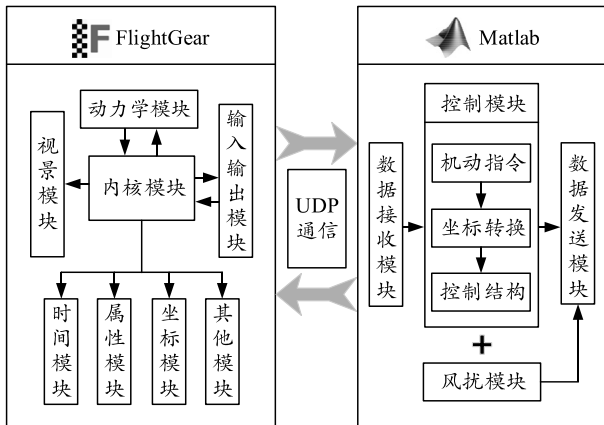 FlightGear
动力学模块
视景模块
内核模块
输入输出模块
时间模块
属性模块
坐标模块
其他模块
UDP
通信
Matlab
控制模块
数据接收模块
机动指令
坐标转换
控制结构
数据发送模块
+
风扰模块